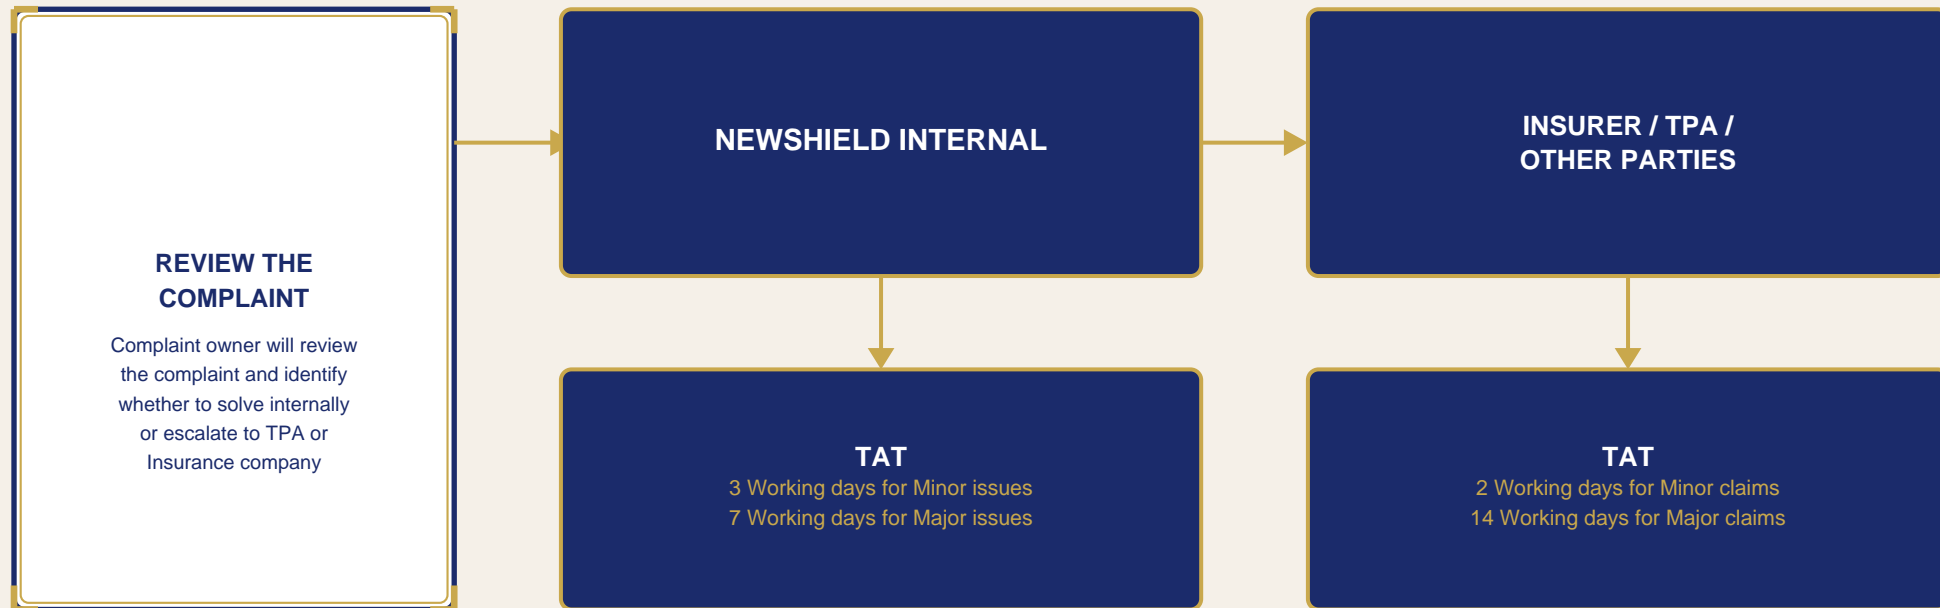 REVIEW THE
COMPLAINT
Complaint owner will review
the complaint and identify
whether to solve internally
or escalate to TPA or
Insurance company
NEWSHIELD INTERNAL
TAT
3 Working days for Minor issues
7 Working days for Major issues
INSURER / TPA /
OTHER PARTIES
TAT
2 Working days for Minor claims
14 Working days for Major claims